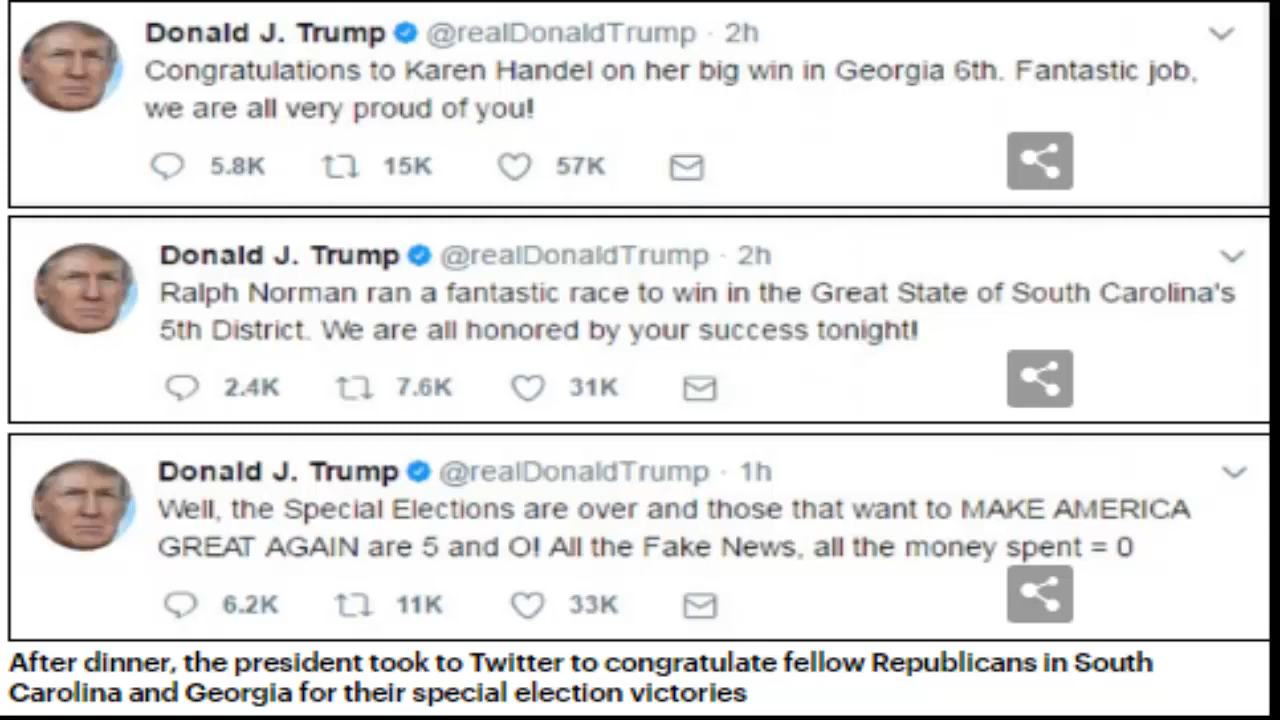 Donald J. Trump @realDonaldTrump · 2h
Congratulations to Karen Handel on her big win in Georgia 6th. Fantastic job,
we are all very proud of you!
5.8K 15K 57K
Donald J. Trump @realDonaldTrump · 2h
Ralph Norman ran a fantastic race to win in the Great State of South Carolina's
5th District. We are all honored by your success tonight!
2.4K 7.6K 31K
Donald J. Trump @realDonaldTrump · 1h
Well, the Special Elections are over and those that want to MAKE AMERICA
GREAT AGAIN are 5 and O! All the Fake News, all the money spent = 0
6.2K 11K 33K
After dinner, the president took to Twitter to congratulate fellow Republicans in South
Carolina and Georgia for their special election victories